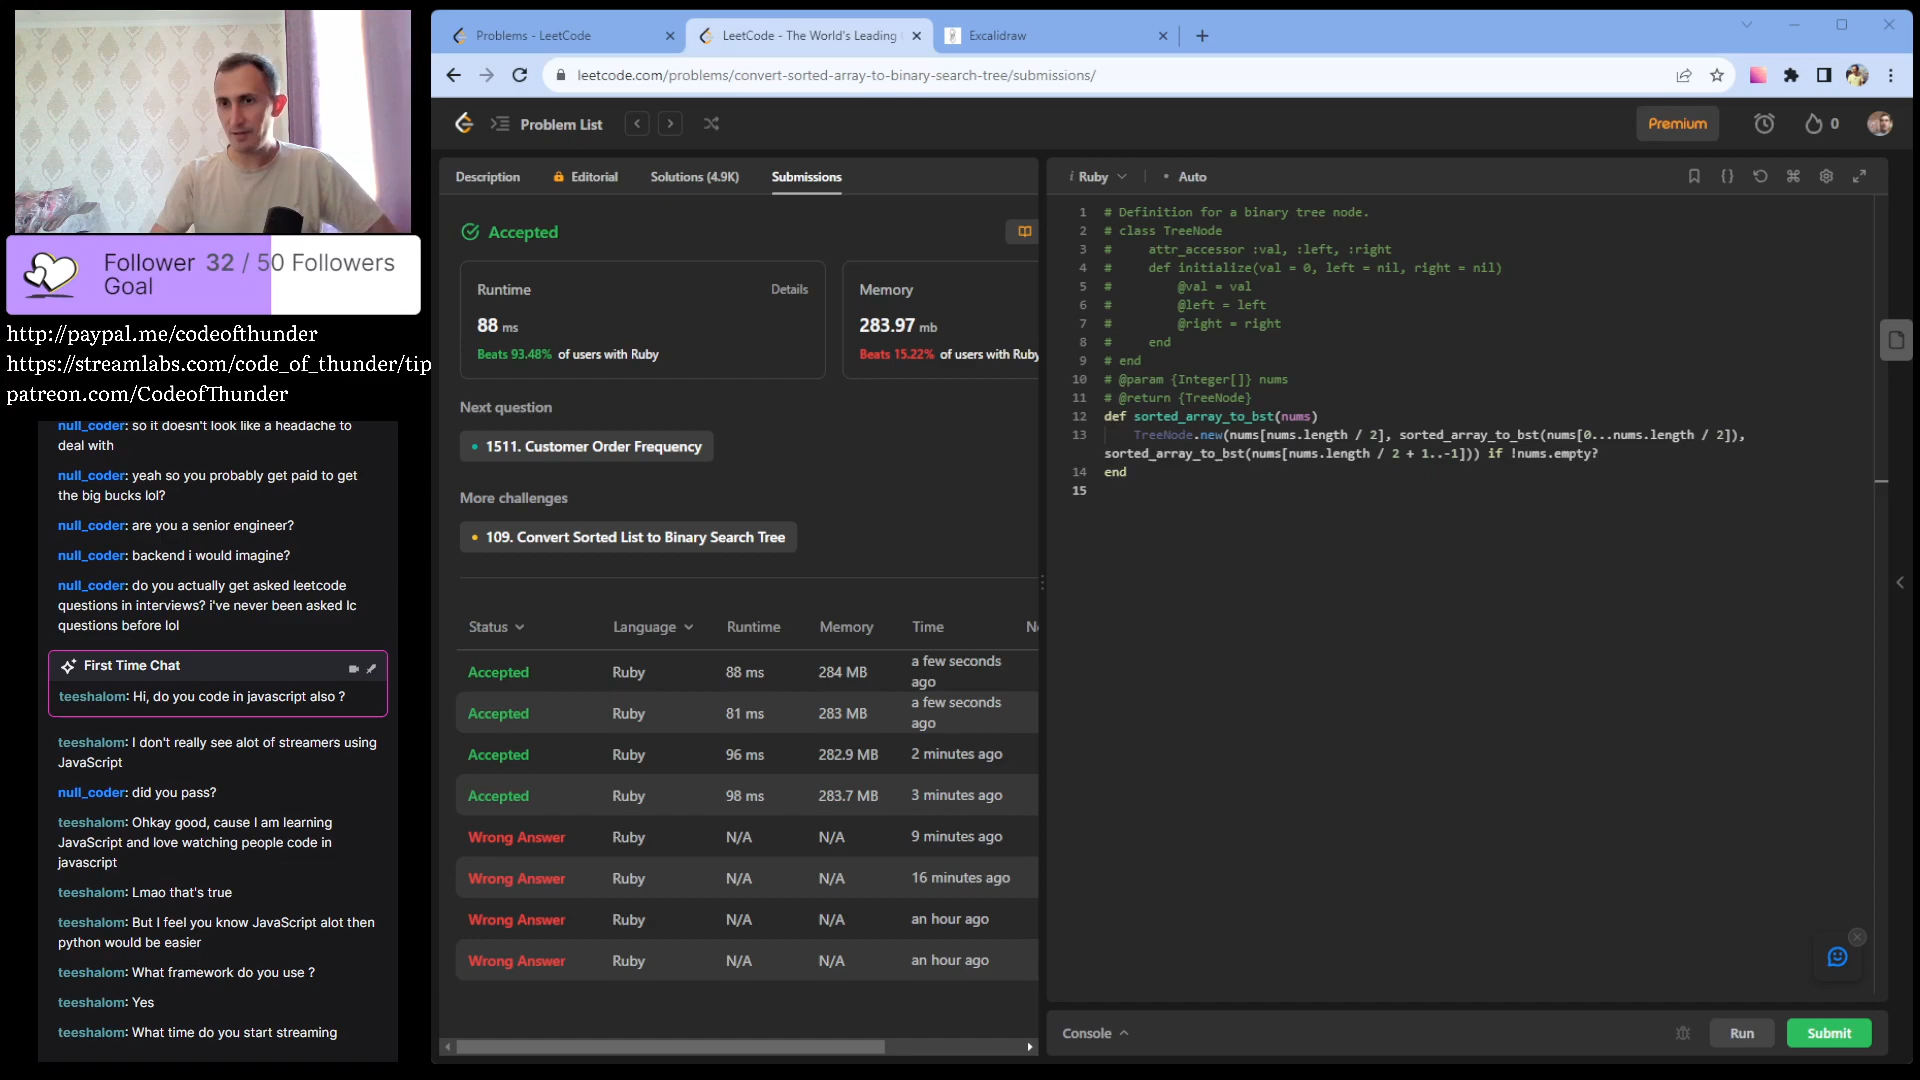 Follower Goal
32 / 50 Followers
http://paypal.me/codeofthunder
https://streamlabs.com/code_of_thunder/tip
patreon.com/CodeofThunder
null_coder: so it doesn't look like a headache to
deal with
null_coder: yeah so you probably get paid to get
the big bucks lol?
null_coder: are you a senior engineer?
null_coder: backend i would imagine?
null_coder: do you actually get asked leetcode
questions in interviews? i've never been asked lc
questions before lol
First Time Chat
teeshalom: Hi, do you code in javascript also ?
teeshalom: I don't really see alot of streamers using
JavaScript
null_coder: did you pass?
teeshalom: Ohkay good, cause I am learning
JavaScript and love watching people code in
javascript
teeshalom: Lmao that's true
teeshalom: But I feel you know JavaScript alot then
python would be easier
teeshalom: What framework do you use ?
teeshalom: Yes
teeshalom: What time do you start streaming
Problems - LeetCode
LeetCode - The World's Leading
Excalidraw
leetcode.com/problems/convert-sorted-array-to-binary-search-tree/submissions/
Problem List
Premium
0
Description
Editorial
Solutions (4.9K)
Submissions
Accepted
Runtime
Details
88 ms
Beats 93.48% of users with Ruby
Memory
283.97 mb
Beats 15.22% of users with Ruby
Next question
1511. Customer Order Frequency
More challenges
109. Convert Sorted List to Binary Search Tree
Status Language Runtime Memory Time
Accepted Ruby 88 ms 284 MB a few seconds ago
Accepted Ruby 81 ms 283 MB a few seconds ago
Accepted Ruby 96 ms 282.9 MB 2 minutes ago
Accepted Ruby 98 ms 283.7 MB 3 minutes ago
Wrong Answer Ruby N/A N/A 9 minutes ago
Wrong Answer Ruby N/A N/A 16 minutes ago
Wrong Answer Ruby N/A N/A an hour ago
Wrong Answer Ruby N/A N/A an hour ago
i Ruby
• Auto
1 # Definition for a binary tree node.
2 # class TreeNode
3 #     attr_accessor :val, :left, :right
4 #     def initialize(val = 0, left = nil, right = nil)
5 #         @val = val
6 #         @left = left
7 #         @right = right
8 #     end
9 # end
10 # @param {Integer[]} nums
11 # @return {TreeNode}
12 def sorted_array_to_bst(nums)
13     TreeNode.new(nums[nums.length / 2], sorted_array_to_bst(nums[0...nums.length / 2]),
sorted_array_to_bst(nums[nums.length / 2 + 1..-1])) if !nums.empty?
14 end
15
Console
Run
Submit